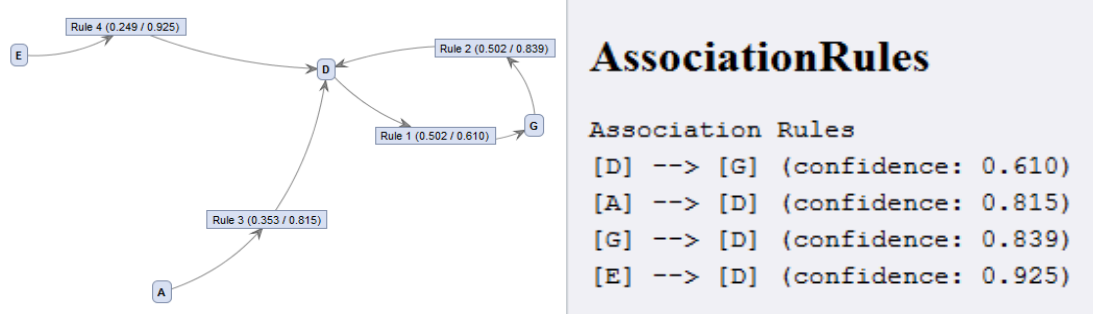 Rule 4 (0.249 / 0.925)
E
Rule 2 (0.502 / 0.839)
D
G
Rule 1 (0.502 / 0.610)
Rule 3 (0.353 / 0.815)
A
AssociationRules
Association Rules
[D] --> [G] (confidence: 0.610)
[A] --> [D] (confidence: 0.815)
[G] --> [D] (confidence: 0.839)
[E] --> [D] (confidence: 0.925)